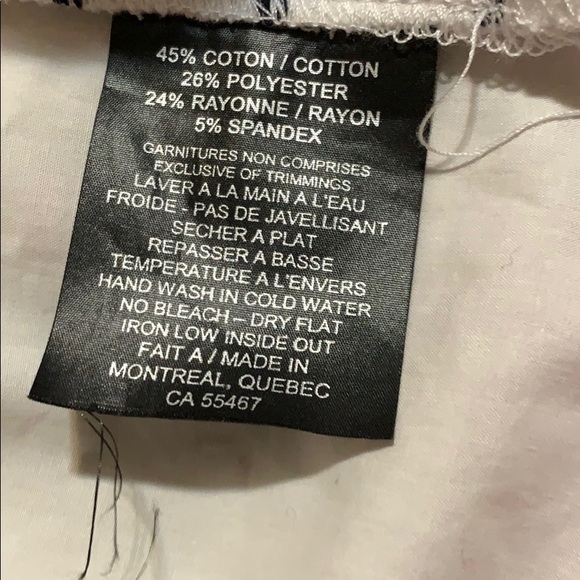 45% COTON / COTTON
26% POLYESTER
24% RAYONNE / RAYON
5% SPANDEX
GARNITURES NON COMPRISES
EXCLUSIVE OF TRIMMINGS
LAVER A LA MAIN A L'EAU
FROIDE - PAS DE JAVELLISANT
SECHER A PLAT
REPASSER A BASSE
TEMPERATURE A L'ENVERS
HAND WASH IN COLD WATER
NO BLEACH – DRY FLAT
IRON LOW INSIDE OUT
FAIT A / MADE IN
MONTREAL, QUEBEC
CA 55467